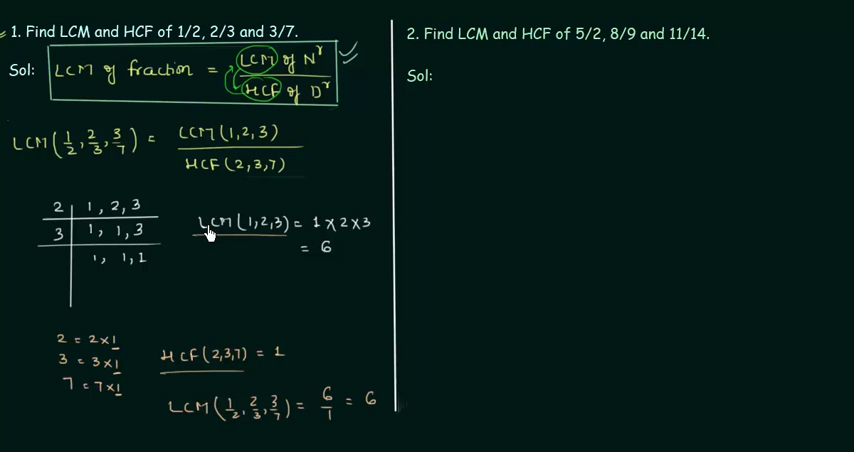 1. Find LCM and HCF of 1/2, 2/3 and 3/7.
Sol:
LCM of fraction = LCM of Nʳ / HCF of Dʳ
LCM(1/2, 2/3, 3/7) = LCM(1,2,3) / HCF(2,3,7)
2 | 1, 2, 3
3 | 1, 1, 3
1, 1, 1
LCM(1,2,3) = 1 × 2 × 3
= 6
2 = 2×1
3 = 3×1
7 = 7×1
HCF(2,3,7) = 1
LCM(1/2, 2/3, 3/7) = 6/1 = 6
2. Find LCM and HCF of 5/2, 8/9 and 11/14.
Sol: